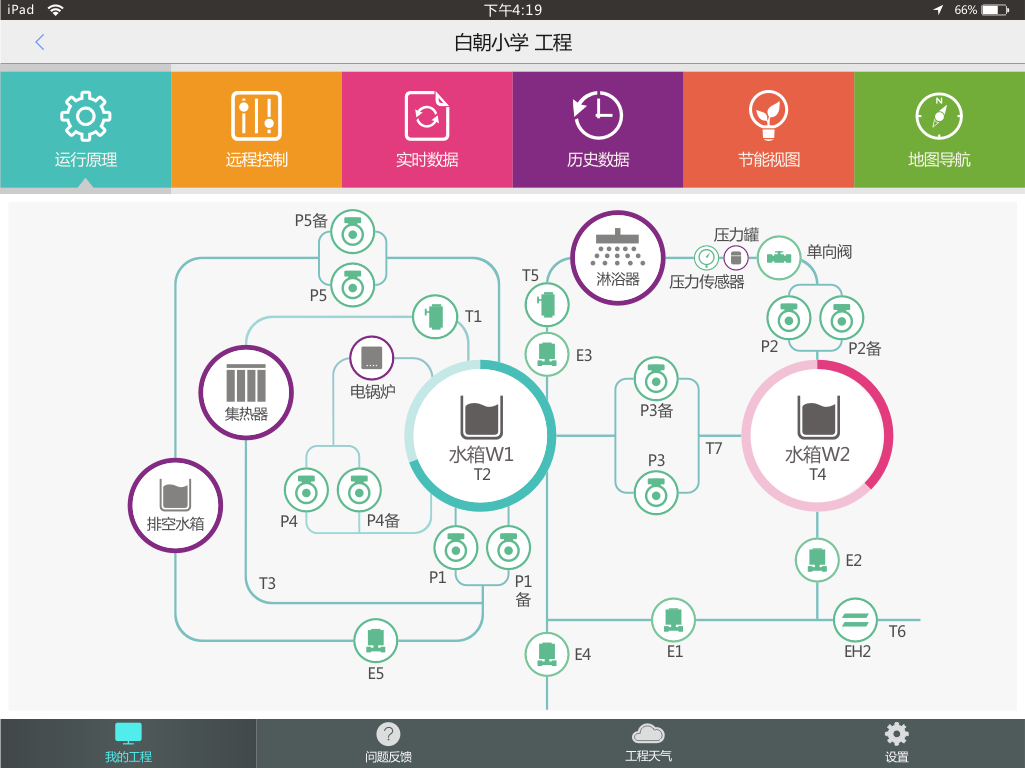 iPad 下午4:19 66%
白朝小学 工程
运行原理 远程控制 实时数据 历史数据 节能视图 地图导航
N
P5备
P5
T1
电锅炉
集热器
排空水箱
P4
P4备
T3
水箱W1
T2
P1
P1
备
E5
T5
E3
淋浴器
压力传感器
压力罐
单向阀
P2
P2备
P3备
P3
T7
水箱W2
T4
E2
E4
E1
EH2
T6
我的工程 问题反馈 工程天气 设置